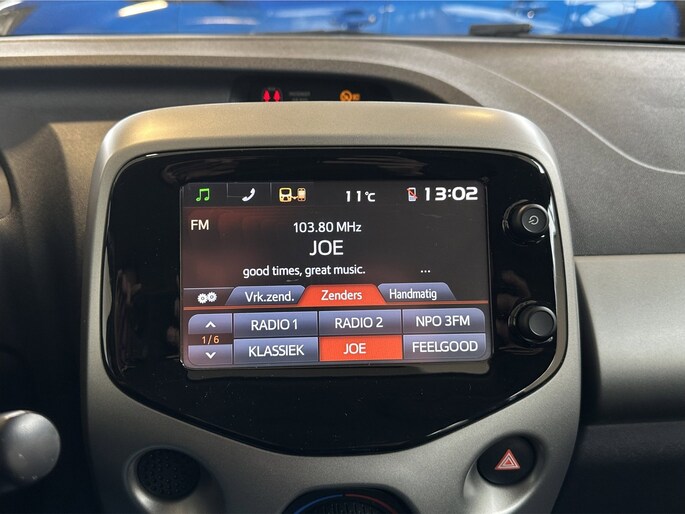 11°C 13:02
FM
103.80 MHz
JOE
good times, great music. ...
Vrk.zend. Zenders Handmatig
RADIO 1 RADIO 2 NPO 3FM
1/6
KLASSIEK JOE FEELGOOD